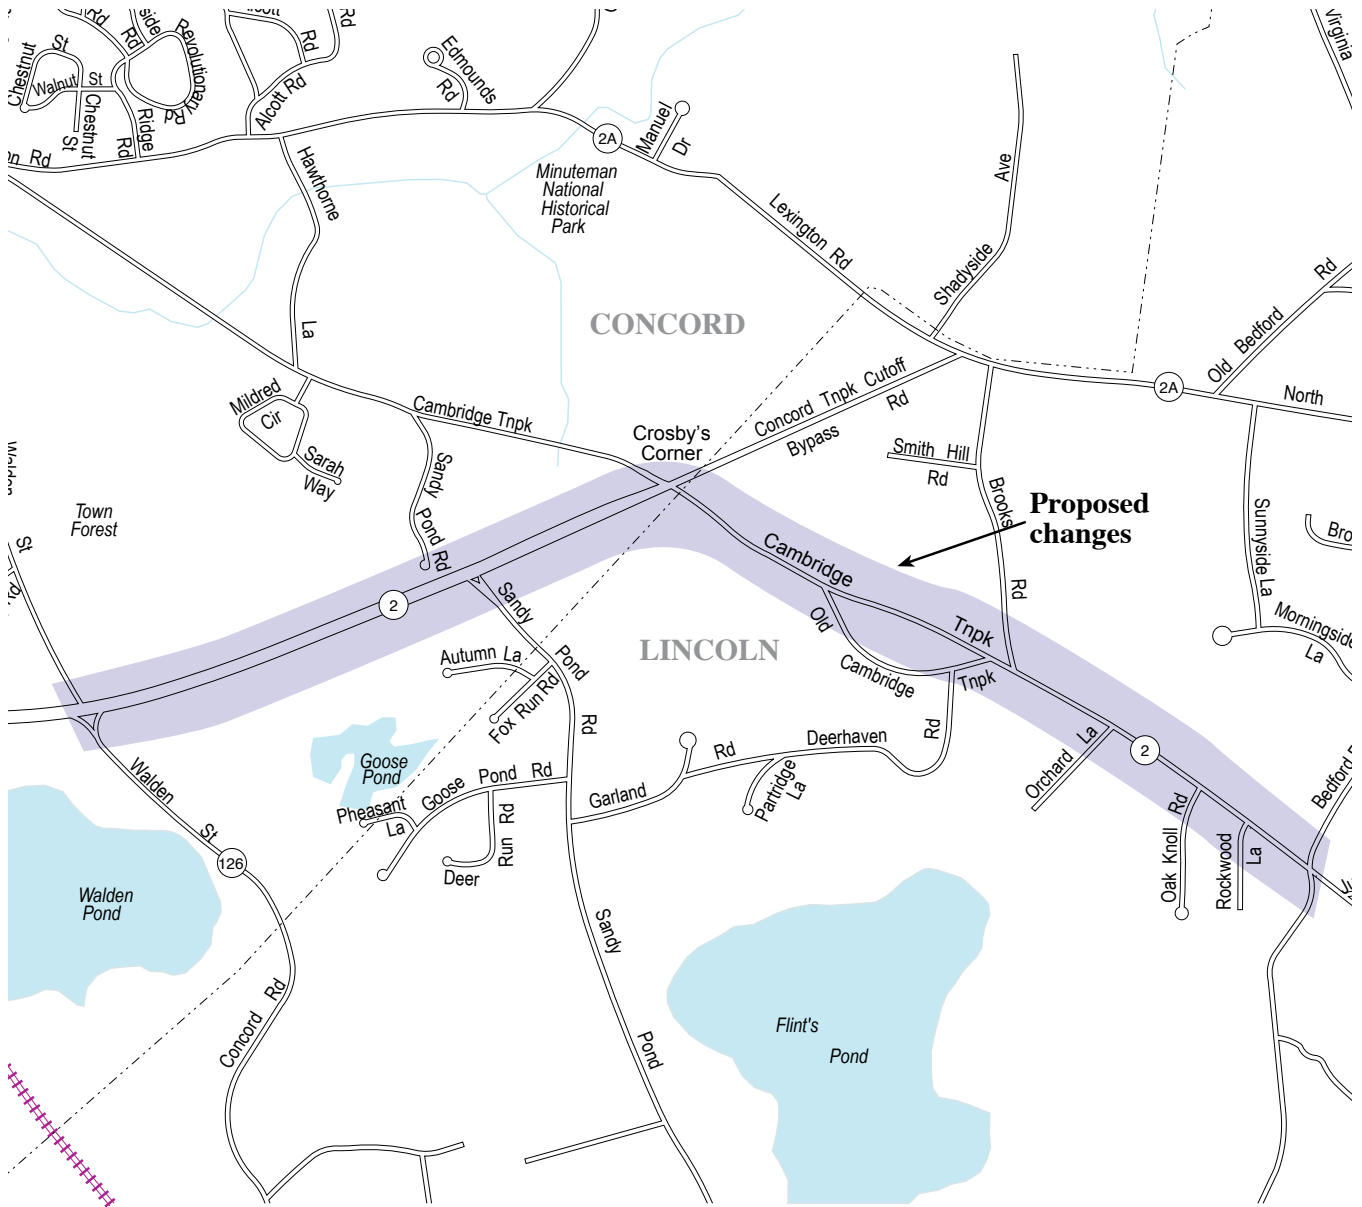 Rd
Rd
side
Revolutionary
Rd
Rd
Rd
Chestnut
St
Walnut St
Chestnut
St
Ridge
Rd
Alcott Rd
Edmunds
Rd
Virginia
2A
Manuel
Dr
Rd
Hawthorne
La
Minuteman
National
Historical
Park
Lexington Rd
Ave
Shadyside
Old Bedford Rd
CONCORD
2A
North
Mildred
Cir
Sarah
Way
Cambridge Tnpk
Crosby's
Corner
Concord Tnpk Cutoff
Bypass Rd
Smith Hill
Rd
Sandy
Pond Rd
Town
Forest
St
Brooks
Rd
Proposed
changes
Sunnyside La
Bro
Morningside
La
2
Cambridge
Tnpk
Old
Cambridge
Tnpk
Sandy
Pond
Rd
LINCOLN
Autumn La
Fox Run Rd
Goose
Pond
Pheasant
La
Goose Pond Rd
Run Rd
Deer
Garland
Rd
Deerhaven
Rd
Partridge
La
Orchard La
2
Oak Knoll
Rd
Rockwood
La
Bedford
Walden
St
126
Walden
Pond
Concord Rd
Sandy
Pond
Flint's
Pond